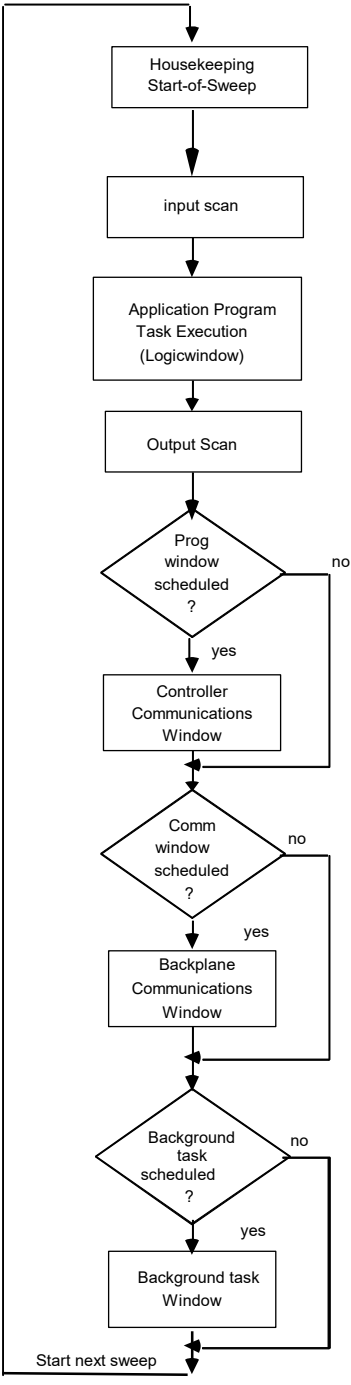 Housekeeping
Start-of-Sweep
input scan
Application Program
Task Execution
(Logicwindow)
Output Scan
Prog
window
scheduled
?
no
yes
Controller
Communications
Window
Comm
window
scheduled
?
no
yes
Backplane
Communications
Window
Background
task
scheduled
?
no
yes
Background task
Window
Start next sweep